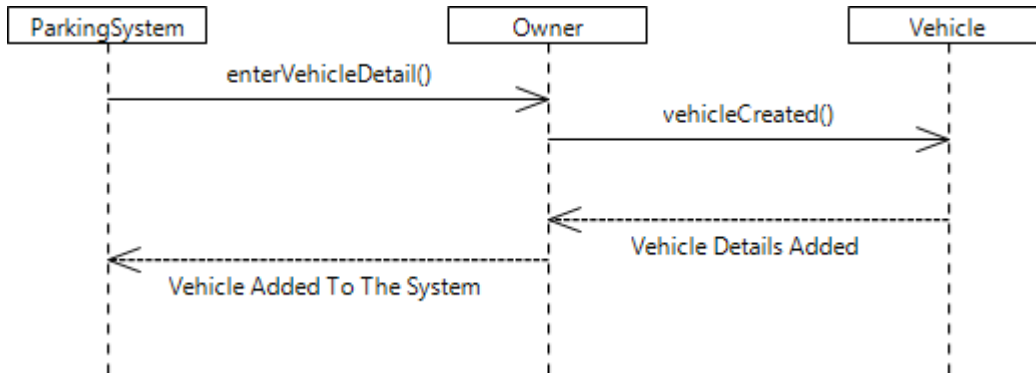 ParkingSystem
Owner
Vehicle
enterVehicleDetail()
vehicleCreated()
Vehicle Details Added
Vehicle Added To The System